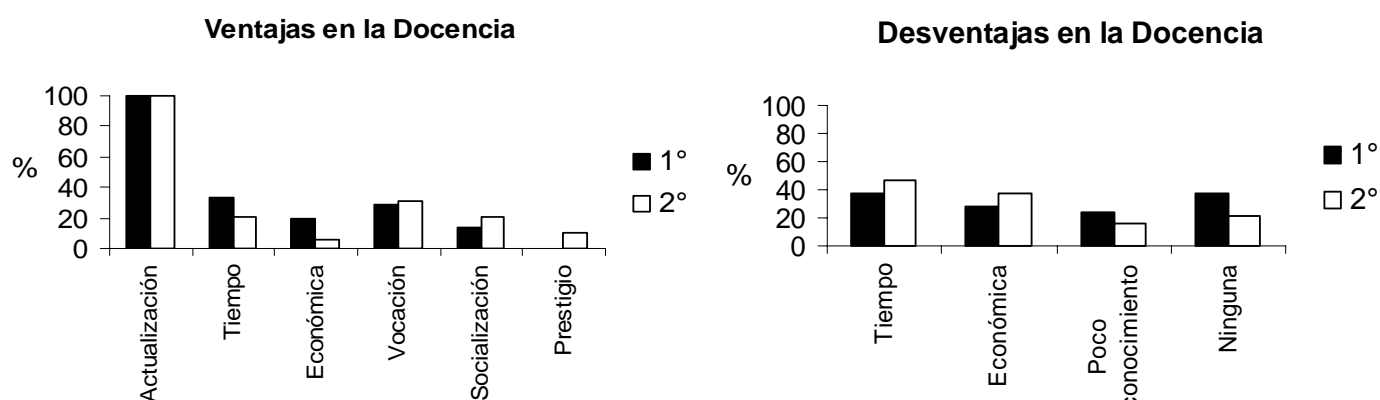 Ventajas en la Docencia
100
80
60
40
20
0
%
Actualización
Tiempo
Económica
Vocación
Socialización
Prestigio
1°
2°
Desventajas en la Docencia
100
80
60
40
20
0
%
Tiempo
Económica
Poco
conocimiento
Ninguna
1°
2°